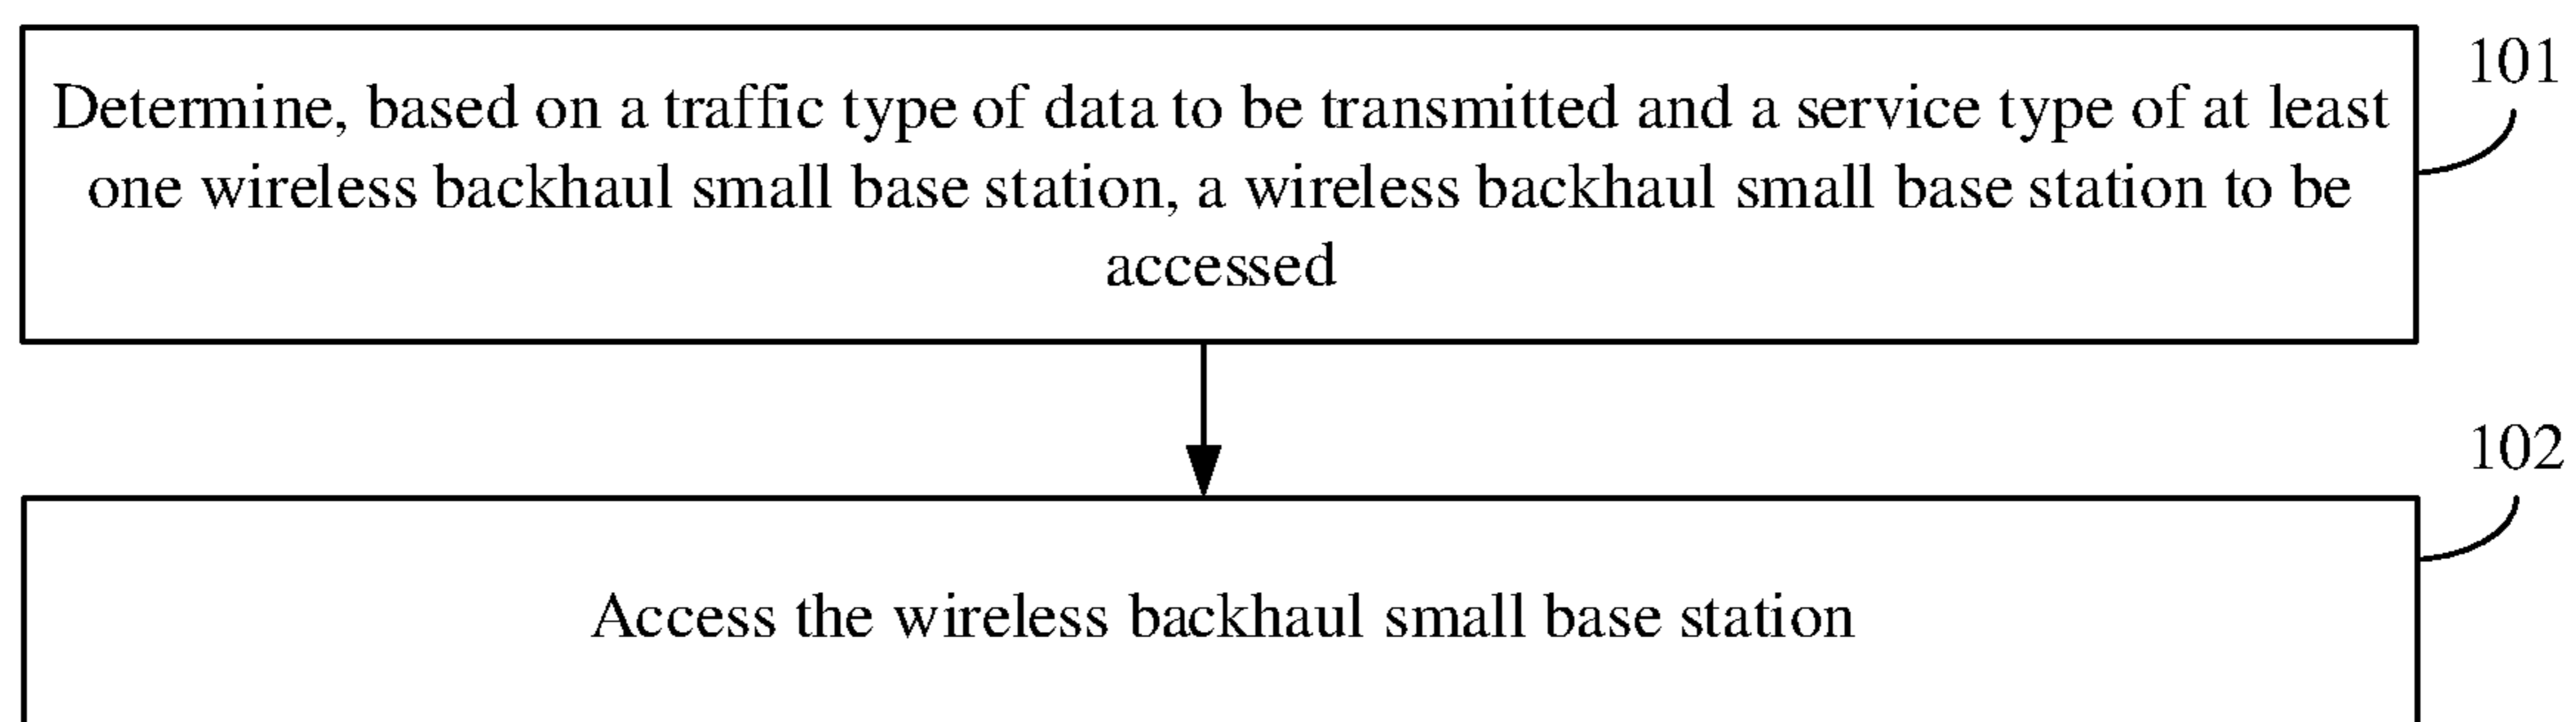 101
Determine, based on a traffic type of data to be transmitted and a service type of at least
one wireless backhaul small base station, a wireless backhaul small base station to be
accessed
102
Access the wireless backhaul small base station